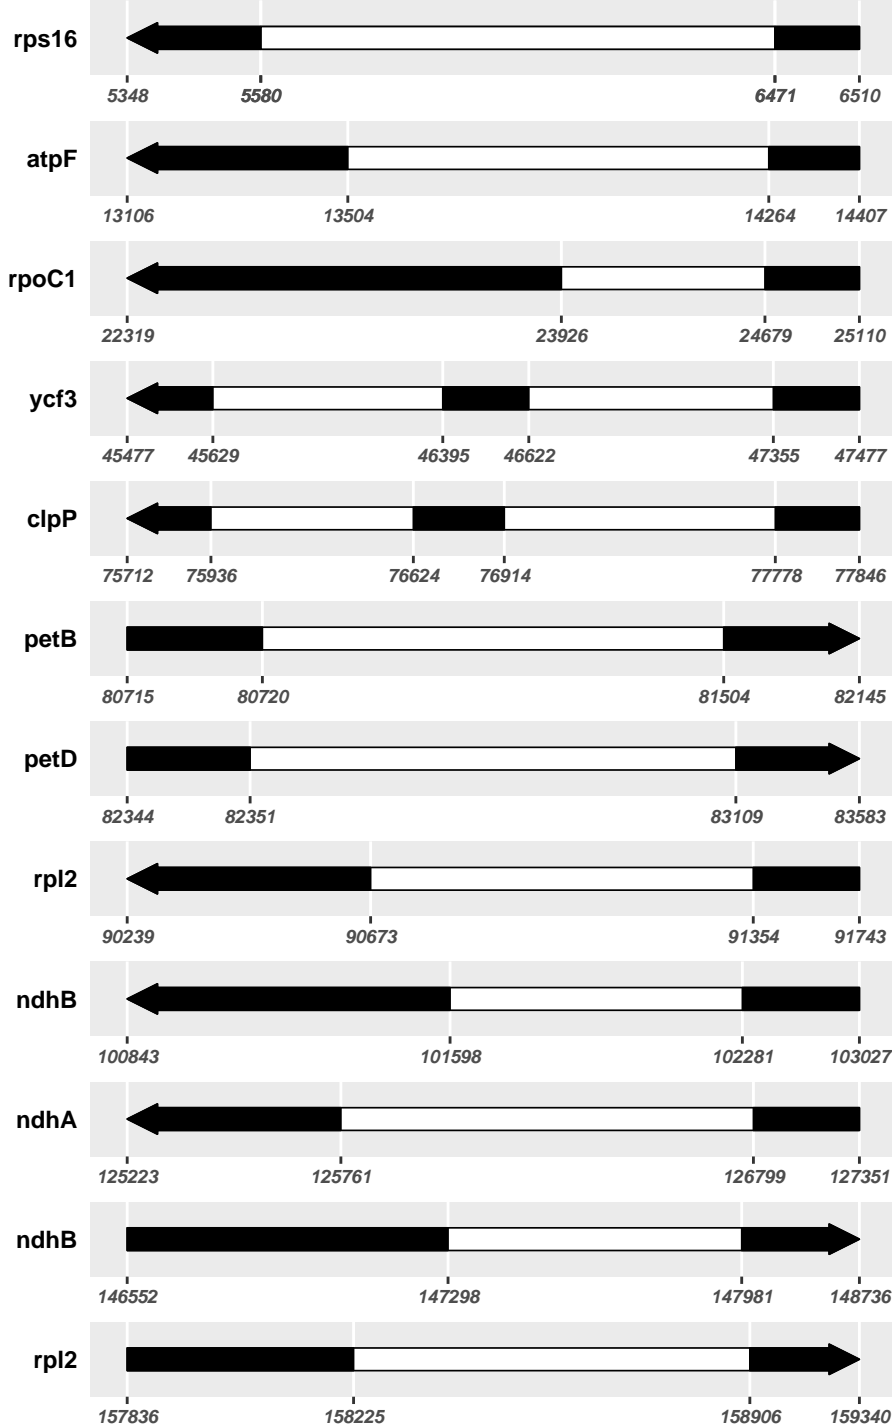 rps16
5348 5580 6471 6510
atpF
13106 13504 14264 14407
rpoC1
22319 23926 24679 25110
ycf3
45477 45629 46395 46622 47355 47477
clpP
75712 75936 76624 76914 77778 77846
petB
80715 80720 81504 82145
petD
82344 82351 83109 83583
rpl2
90239 90673 91354 91743
ndhB
100843 101598 102281 103027
ndhA
125223 125761 126799 127351
ndhB
146552 147298 147981 148736
rpl2
157836 158225 158906 159340